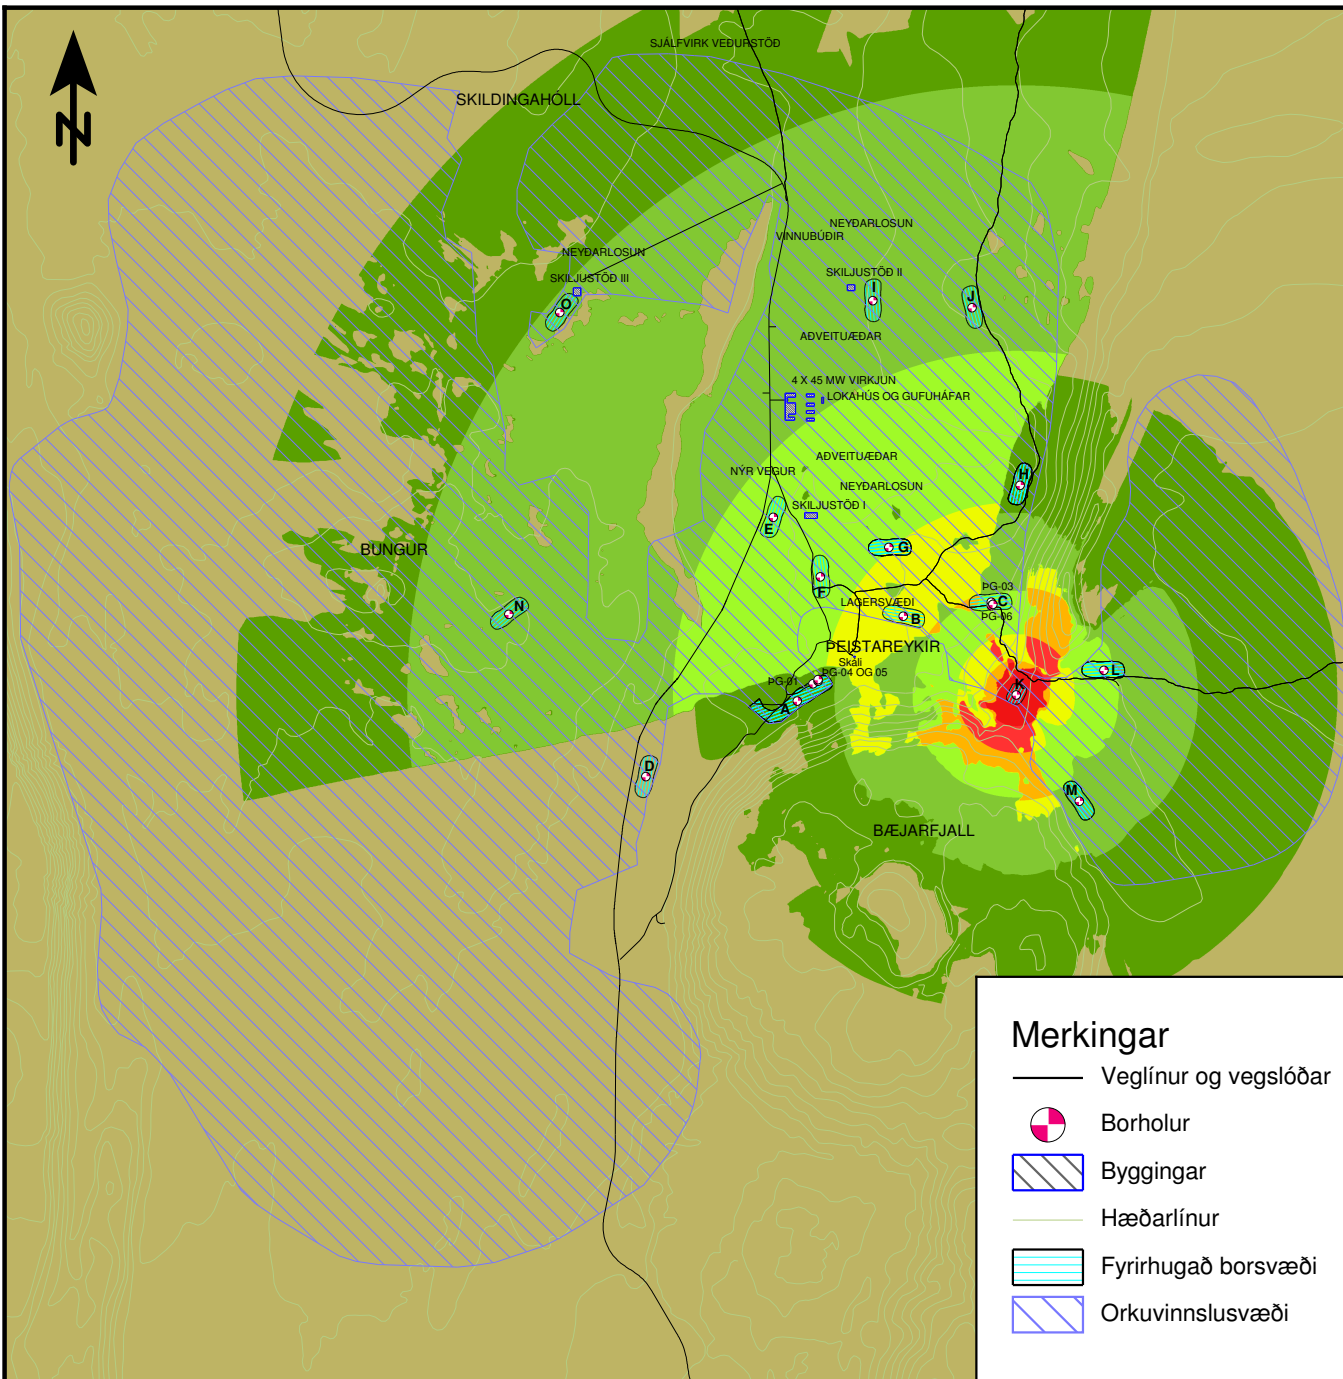 SJÁLFVIRK VEÐURSTÖÐ
SKILDINGAHÓLL
N
NEYÐARLOSUN
VINNUBÚÐIR
NEYÐARLOSUN
SKILJUSTÖÐ III
SKILJUSTÖÐ II
O
I
J
AÐVEITUÆÐAR
4 X 45 MW VIRKJUN
LOKAHÚS OG GUFUHÁFAR
AÐVEITUÆÐAR
NÝR VEGUR
H
NEYÐARLOSUN
SKILJUSTÖÐ I
E
BUNGUR
G
F
ÞG-03
LAGERSVÆÐI
C
N
B
ÞG-06
ÞEISTAREYKIR
Skáli
ÞG-01
ÞG-04 OG 05
L
K
A
D
M
BÆJARFJALL
Merkingar
Veglínur og vegslóðar
Borholur
Byggingar
Hæðarlínur
Fyrirhugað borsvæði
Orkuvinnslusvæði